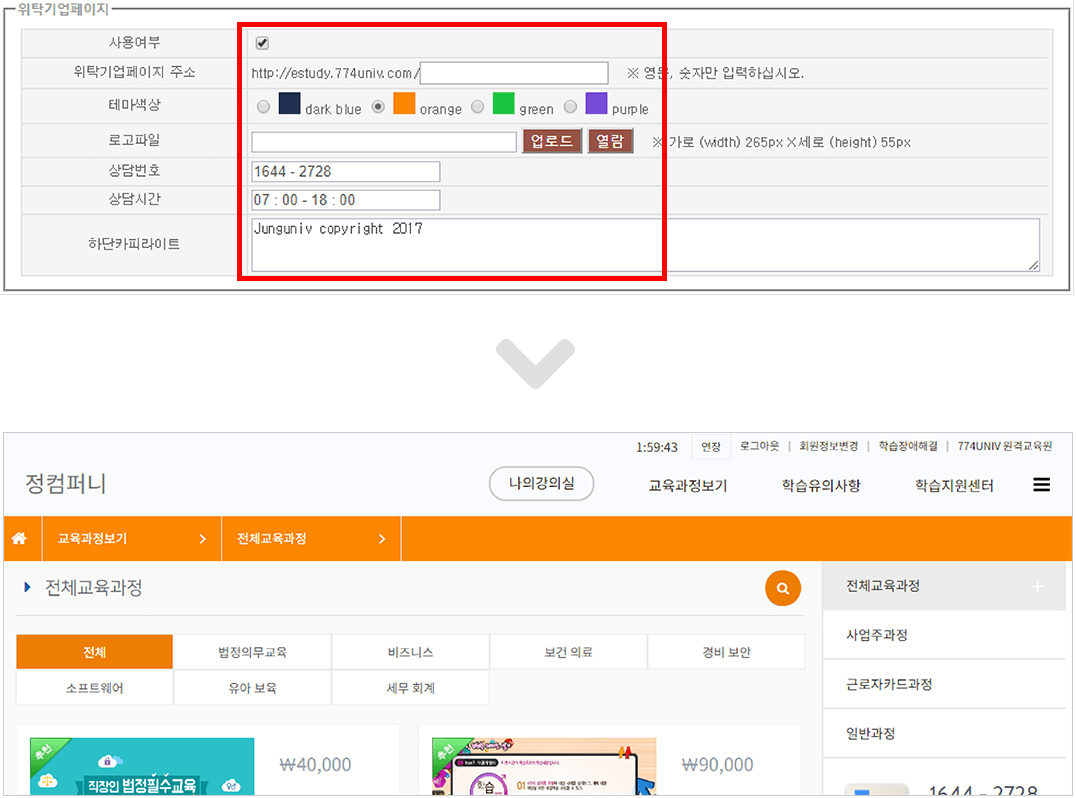 위탁기업페이지
사용여부
위탁기업페이지 주소 http://estudy.774univ.com/ ※ 영문, 숫자만 입력하십시오.
테마색상 dark blue orange green purple
로고파일 업로드 열람 ※ 가로 (width) 265px X 세로 (height) 55px
상담번호 1644 - 2728
상담시간 07 : 00 - 18 : 00
하단카피라이트 Junguniv copyright 2017
1:59:43 연장 로그아웃 | 회원정보변경 | 학습장애해결 | 774UNIV 원격교육원
정컴퍼니 나의강의실 교육과정보기 학습유의사항 학습지원센터
교육과정보기 전체교육과정
전체교육과정
전체교육과정
전체 법정의무교육 비즈니스 보건 의료 경비 보안
사업주과정
소프트웨어 유아 보육 세무 회계
근로자카드과정
일반과정
추천
직장인 법정필수교육
₩40,000
추천
학습
01
₩90,000
1644 - 2728